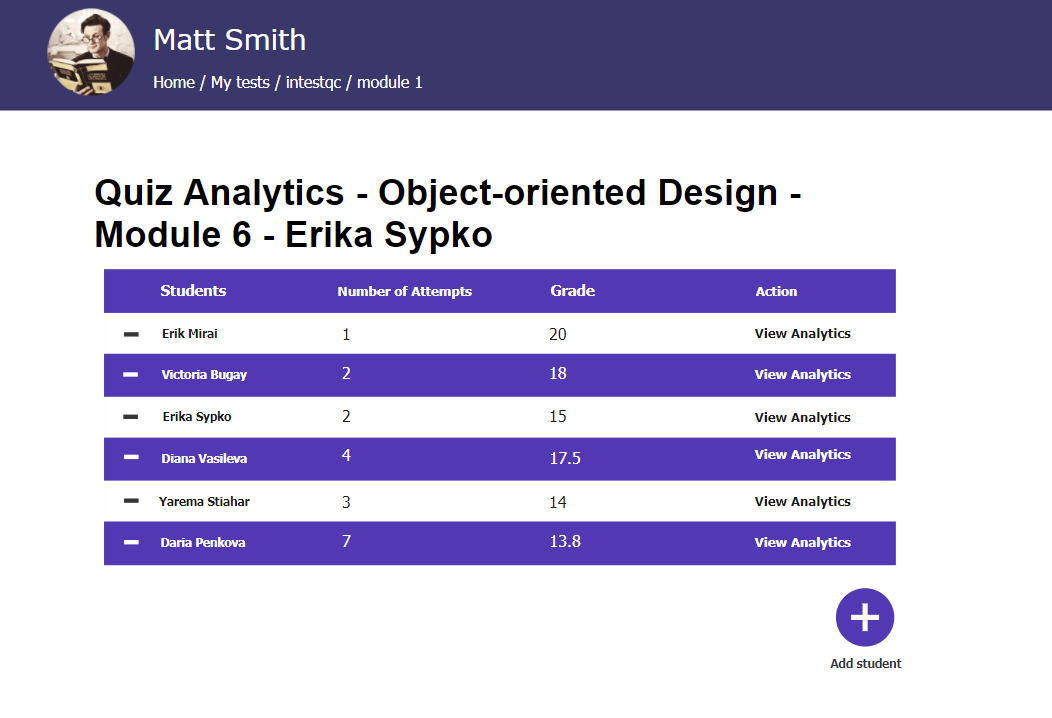 Matt Smith
Home / My tests / intestqc / module 1
Quiz Analytics - Object-oriented Design -
Module 6 - Erika Sypko
Students Number of Attempts Grade Action
Erik Mirai 1 20 View Analytics
Victoria Bugay 2 18 View Analytics
Erika Sypko 2 15 View Analytics
Diana Vasileva 4 17.5 View Analytics
Yarema Stiahar 3 14 View Analytics
Daria Penkova 7 13.8 View Analytics
Add student